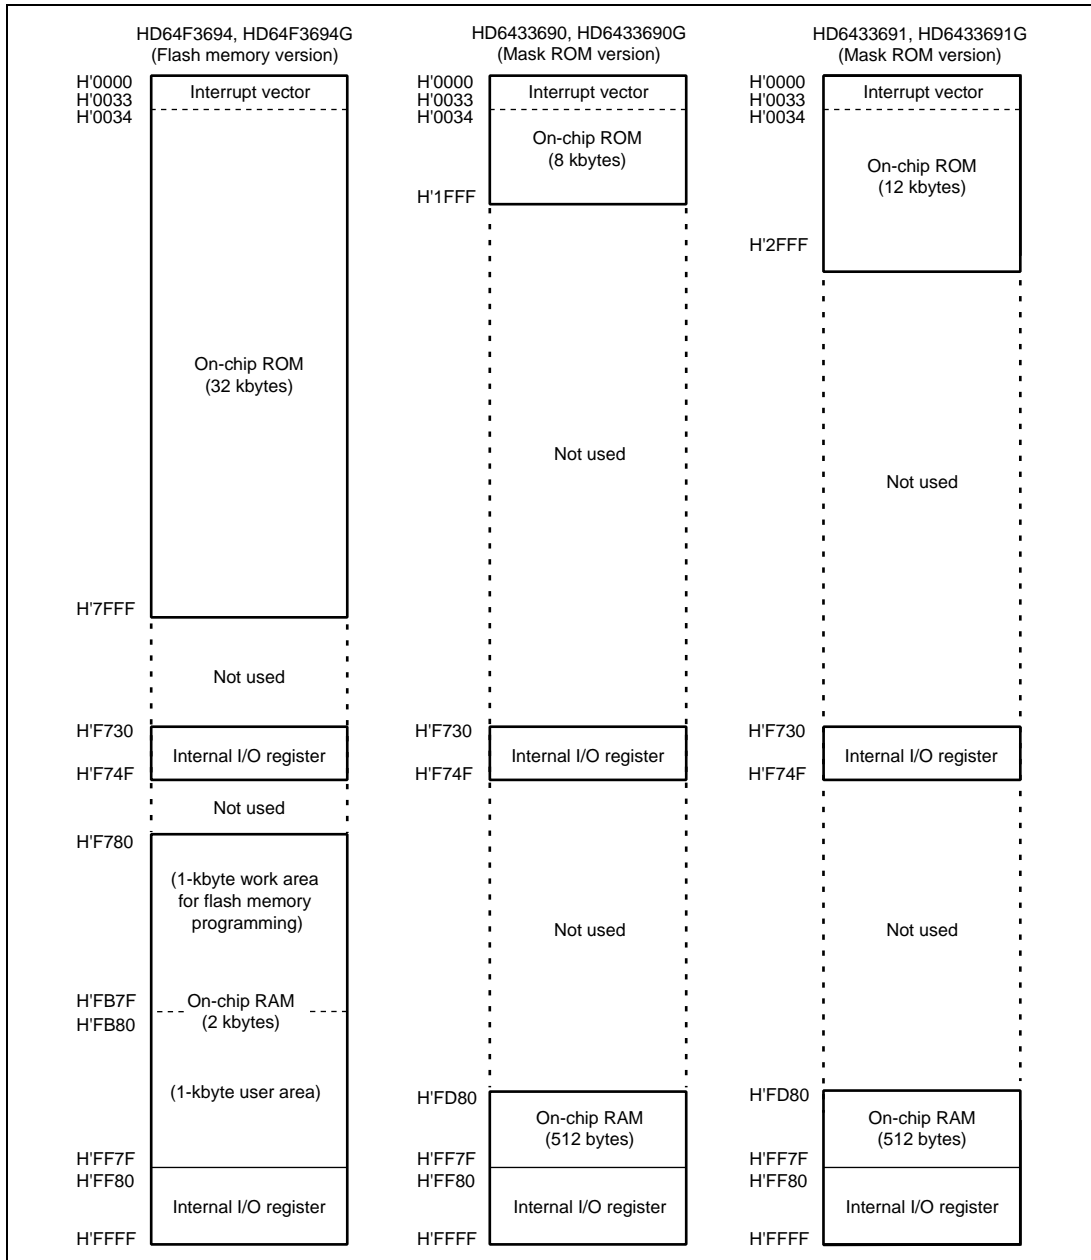 HD64F3694, HD64F3694G
(Flash memory version)
H'0000
H'0033
H'0034
Interrupt vector
On-chip ROM
(32 kbytes)
H'7FFF
Not used
H'F730
Internal I/O register
H'F74F
Not used
H'F780
(1-kbyte work area
for flash memory
programming)
H'FB7F
H'FB80
On-chip RAM
(2 kbytes)
(1-kbyte user area)
H'FF7F
H'FF80
Internal I/O register
H'FFFF
HD6433690, HD6433690G
(Mask ROM version)
H'0000
H'0033
H'0034
Interrupt vector
On-chip ROM
(8 kbytes)
H'1FFF
Not used
H'F730
Internal I/O register
H'F74F
Not used
H'FD80
On-chip RAM
(512 bytes)
H'FF7F
H'FF80
Internal I/O register
H'FFFF
HD6433691, HD6433691G
(Mask ROM version)
H'0000
H'0033
H'0034
Interrupt vector
On-chip ROM
(12 kbytes)
H'2FFF
Not used
H'F730
Internal I/O register
H'F74F
Not used
H'FD80
On-chip RAM
(512 bytes)
H'FF7F
H'FF80
Internal I/O register
H'FFFF